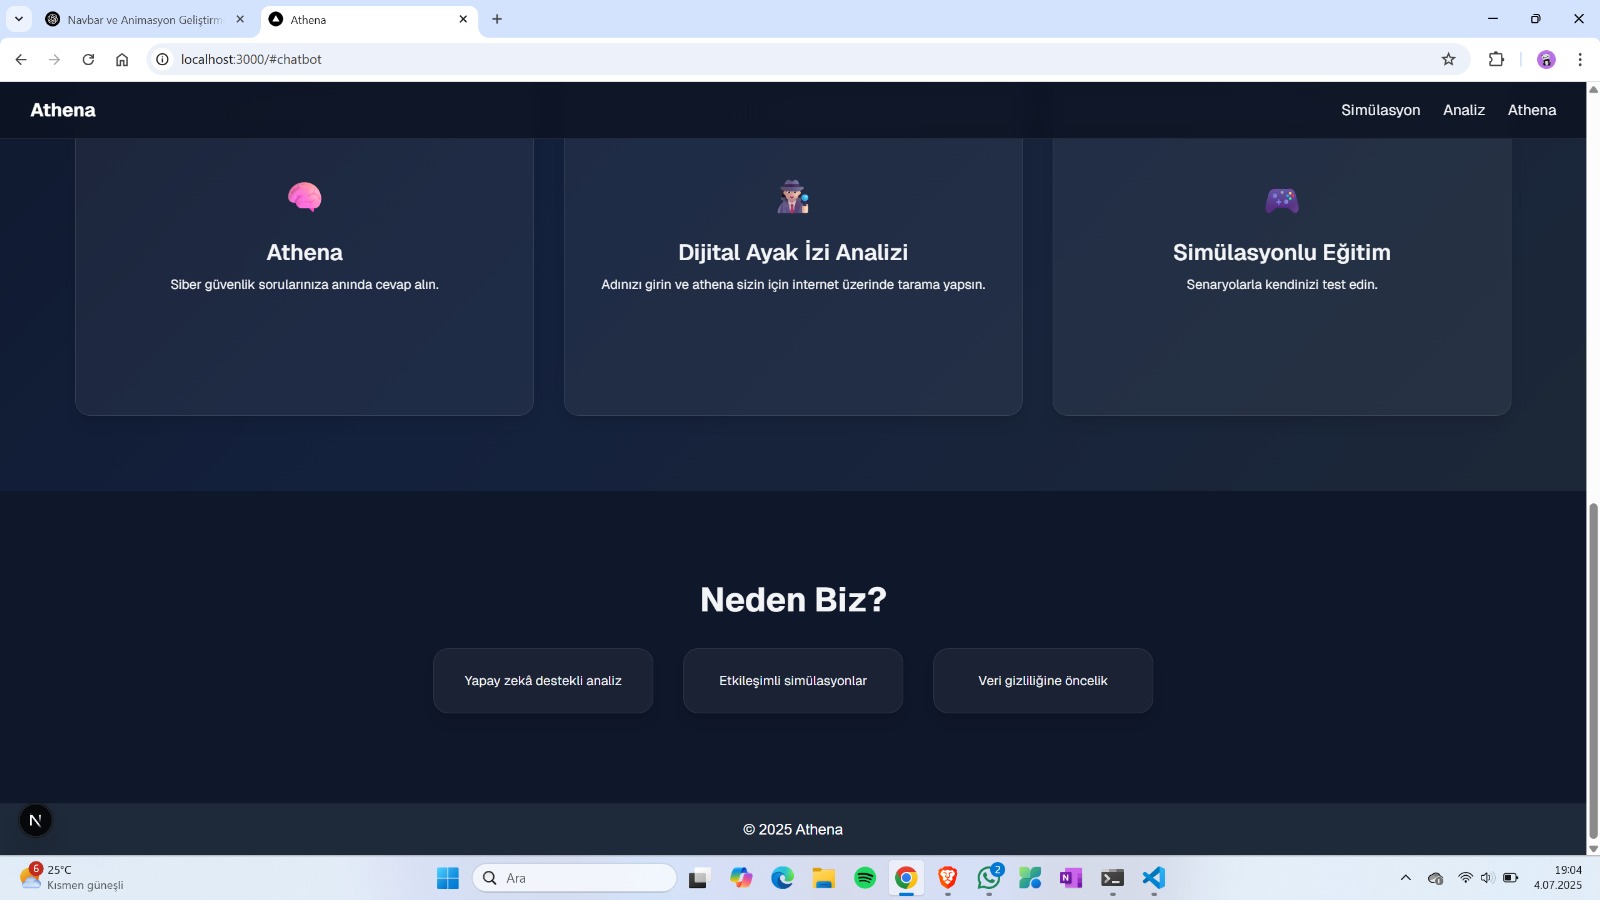 Navbar ve Animasyon Geliştirm
Athena
localhost:3000/#chatbot
Athena
Simülasyon
Analiz
Athena
Athena
Siber güvenlik sorularınıza anında cevap alın.
Dijital Ayak İzi Analizi
Adınızı girin ve athena sizin için internet üzerinde tarama yapsın.
Simülasyonlu Eğitim
Senaryolarla kendinizi test edin.
Neden Biz?
Yapay zekâ destekli analiz
Etkileşimli simülasyonlar
Veri gizliliğine öncelik
N
© 2025 Athena
6
25°C
Kısmen güneşli
Ara
2
N
19:04
4.07.2025